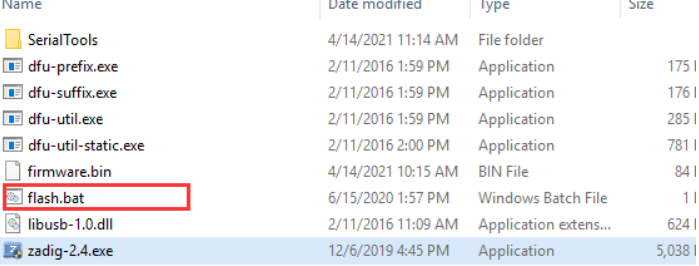 Name Date modified Type Size
SerialTools 4/14/2021 11:14 AM File folder
dfu-prefix.exe 2/11/2016 1:59 PM Application 175
dfu-suffix.exe 2/11/2016 1:59 PM Application 176
dfu-util.exe 2/11/2016 1:59 PM Application 285
dfu-util-static.exe 2/11/2016 2:00 PM Application 781
firmware.bin 4/14/2021 10:15 AM BIN File 84
flash.bat 6/15/2020 1:57 PM Windows Batch File 1
libusb-1.0.dll 2/11/2016 11:09 AM Application extens... 624
zadig-2.4.exe 12/6/2019 4:45 PM Application 5,038